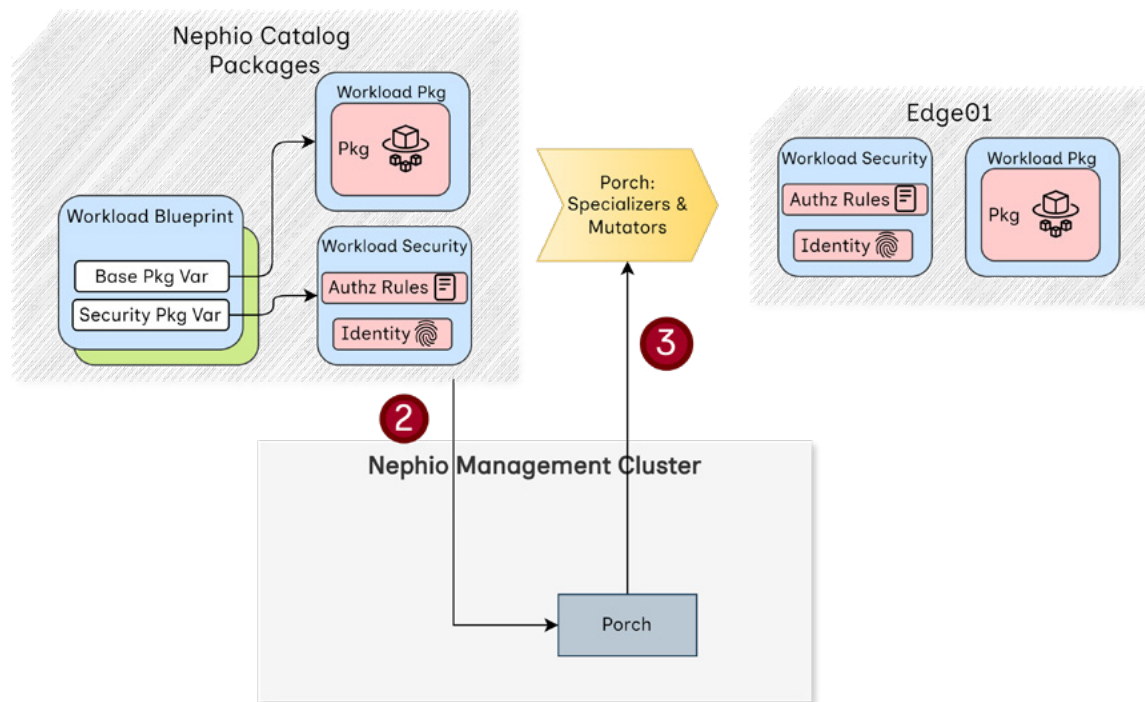 Nephio Catalog
Packages
Workload Pkg
Pkg
Workload Blueprint
Base Pkg Var
Security Pkg Var
Workload Security
Authz Rules
Identity
2
Nephio Management Cluster
Porch
3
Porch:
Specializers &
Mutators
Edge01
Workload Security
Authz Rules
Identity
Workload Pkg
Pkg